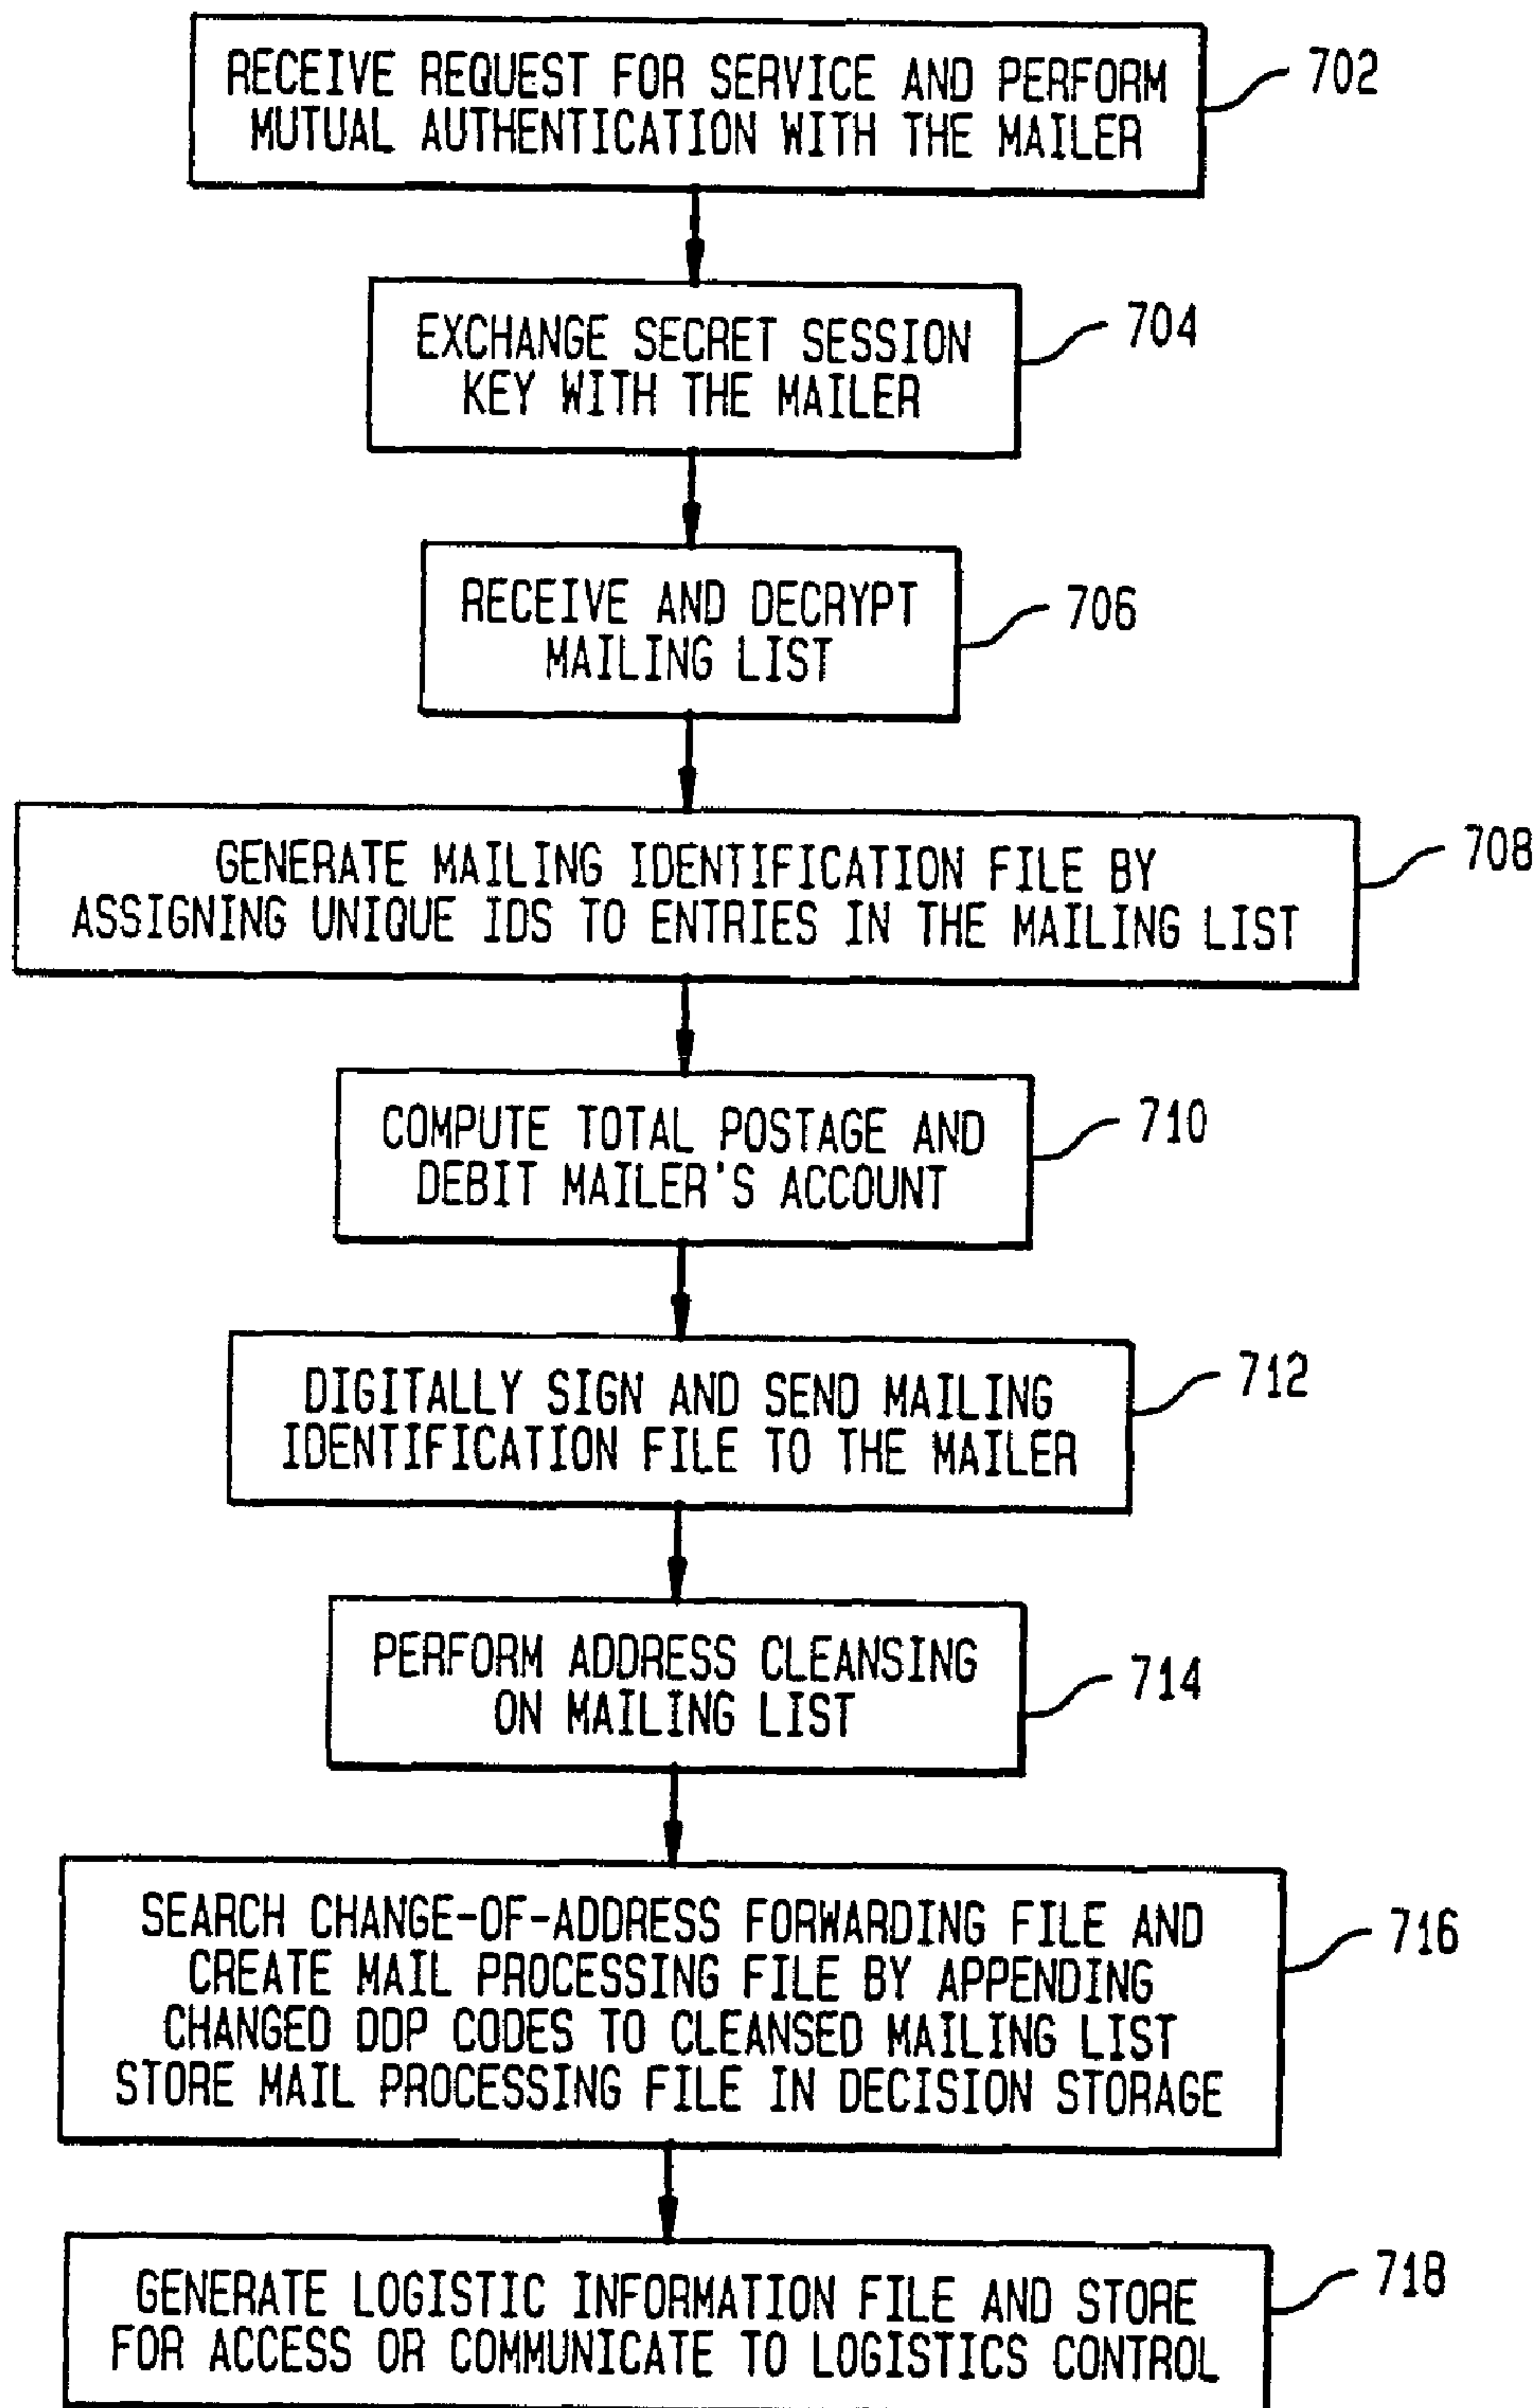 RECEIVE REQUEST FOR SERVICE AND PERFORM
MUTUAL AUTHENTICATION WITH THE MAILER
702
EXCHANGE SECRET SESSION
KEY WITH THE MAILER
704
RECEIVE AND DECRYPT
MAILING LIST
706
GENERATE MAILING IDENTIFICATION FILE BY
ASSIGNING UNIQUE IDS TO ENTRIES IN THE MAILING LIST
708
COMPUTE TOTAL POSTAGE AND
DEBIT MAILER'S ACCOUNT
710
DIGITALLY SIGN AND SEND MAILING
IDENTIFICATION FILE TO THE MAILER
712
PERFORM ADDRESS CLEANSING
ON MAILING LIST
714
SEARCH CHANGE-OF-ADDRESS FORWARDING FILE AND
CREATE MAIL PROCESSING FILE BY APPENDING
CHANGED DDP CODES TO CLEANSED MAILING LIST
STORE MAIL PROCESSING FILE IN DECISION STORAGE
716
GENERATE LOGISTIC INFORMATION FILE AND STORE
FOR ACCESS OR COMMUNICATE TO LOGISTICS CONTROL
718